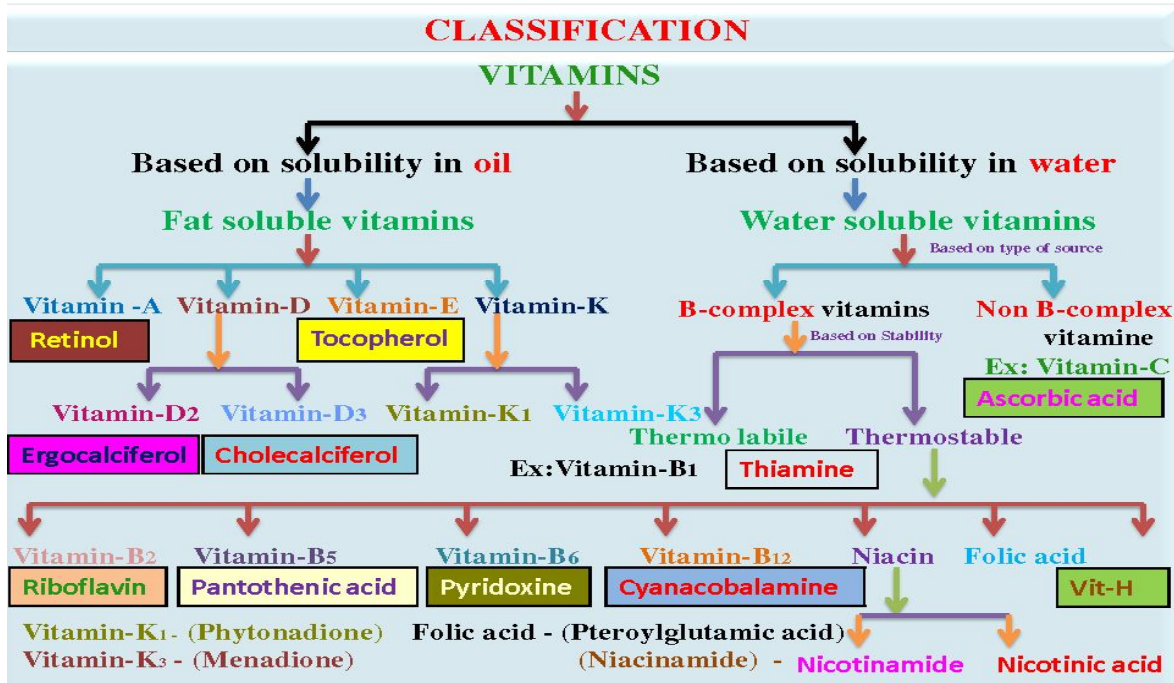 CLASSIFICATION
VITAMINS
Based on solubility in oil
Based on solubility in water
Fat soluble vitamins
Water soluble vitamins
Based on type of source
Vitamin -A
Vitamin-D
Vitamin-E
Vitamin-K
B-complex vitamins
Non B-complex
vitamine
Retinol
Tocopherol
Based on Stability
Ex: Vitamin-C
Ascorbic acid
Vitamin-D2
Vitamin-D3
Vitamin-K1
Vitamin-K3
Ergocalciferol
Cholecalciferol
Thermo labile
Thermostable
Ex:Vitamin-B1
Thiamine
Vitamin-B2
Vitamin-B5
Vitamin-B6
Vitamin-B12
Niacin
Folic acid
Riboflavin
Pantothenic acid
Pyridoxine
Cyanacobalamine
Vit-H
Vitamin-K1- (Phytonadione)
Folic acid - (Pteroylglutamic acid)
Vitamin-K3 - (Menadione)
(Niacinamide) -
Nicotinamide
Nicotinic acid